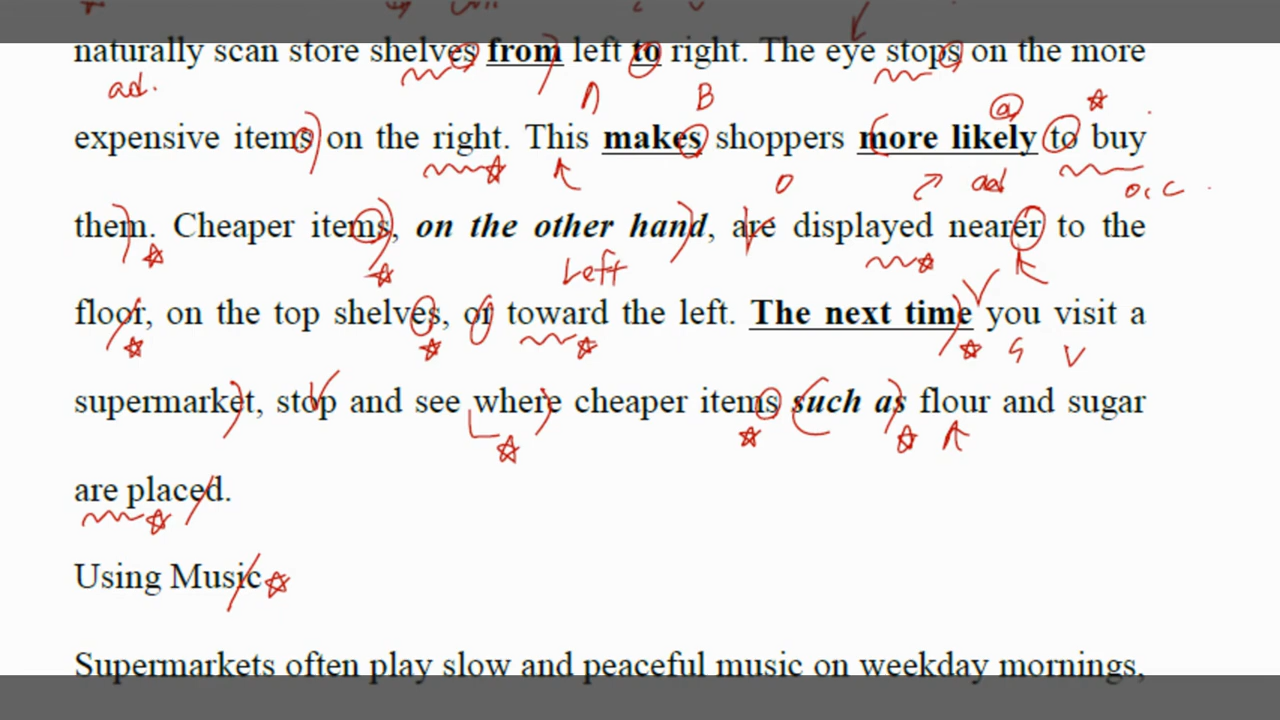 naturally scan store shelves from left to right. The eye stops on the more
ad.
A B
expensive items on the right. This makes shoppers more likely to buy
O ad O.C
them. Cheaper items, on the other hand, are displayed nearer to the
Left
floor, on the top shelves, or toward the left. The next time you visit a
S V
supermarket, stop and see where cheaper items such as flour and sugar
are placed.
Using Music
Supermarkets often play slow and peaceful music on weekday mornings,